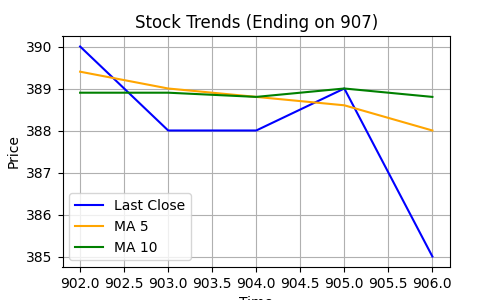 Stock Trends (Ending on 907)
Price
390
389
388
387
386
385
Last Close
MA 5
MA 10
902.0 902.5 903.0 903.5 904.0 904.5 905.0 905.5 906.0
Time